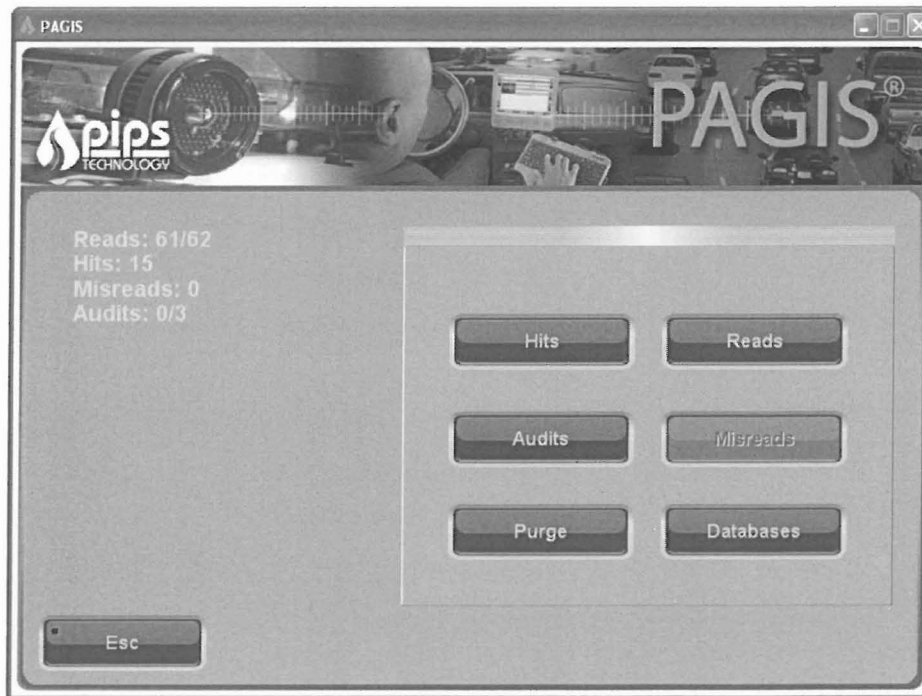 PAGIS
pips
TECHNOLOGY
PAGIS®
Reads: 61/62
Hits: 15
Misreads: 0
Audits: 0/3
Hits
Reads
Audits
Misreads
Purge
Databases
Esc